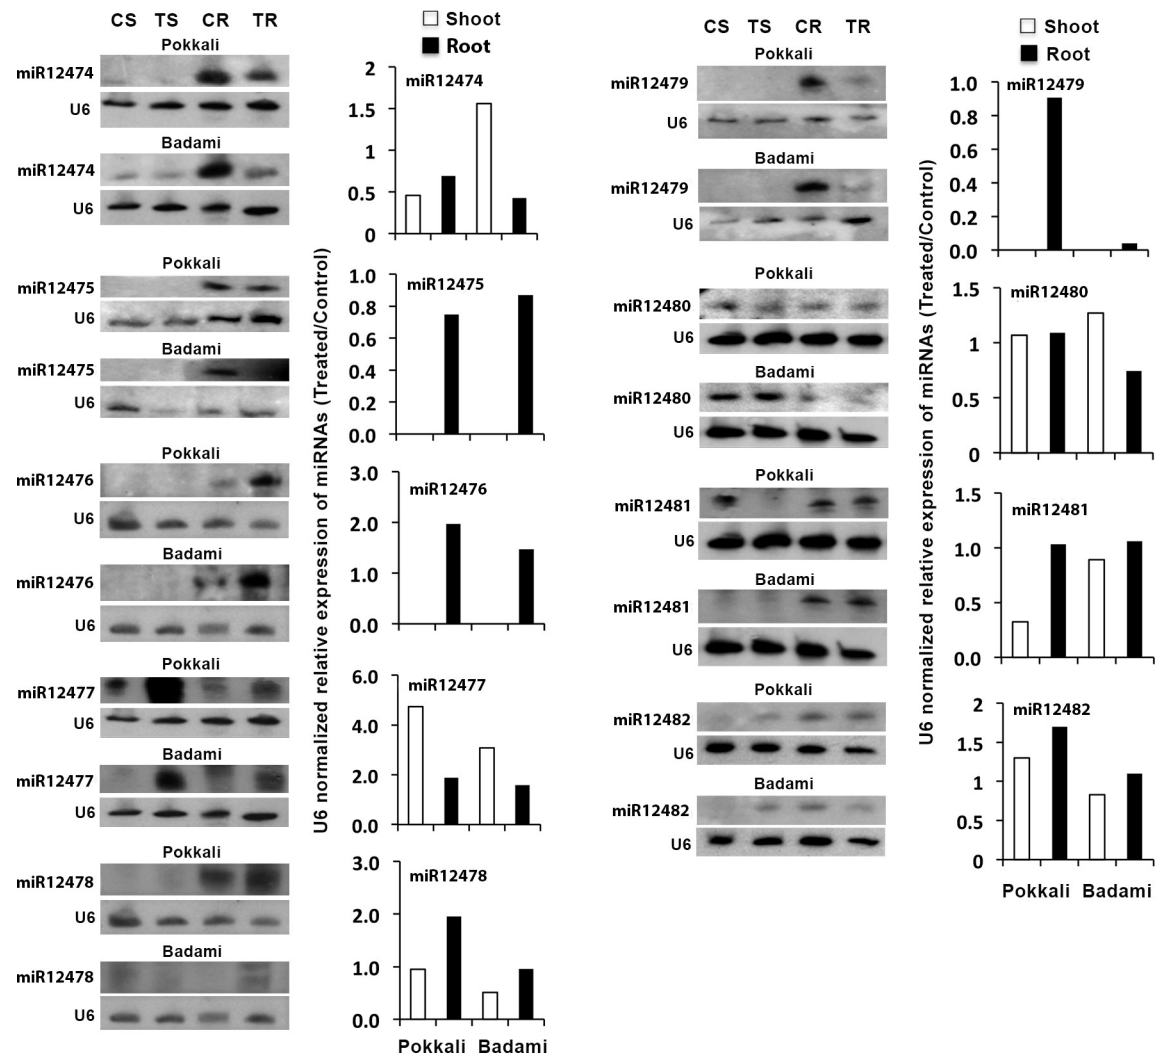 CS TS CR TR
Pokkali
miR12474
U6
Badami
miR12474
U6
Pokkali
miR12475
U6
Badami
miR12475
U6
Pokkali
miR12476
U6
Badami
miR12476
U6
Pokkali
miR12477
U6
Badami
miR12477
U6
Pokkali
miR12478
U6
Badami
miR12478
U6
Shoot
Root
U6 normalized relative expression of miRNAs (Treated/Control)
miR12474
2
1.5
1
0.5
0
miR12475
1.0
0.8
0.6
0.4
0.2
0.0
miR12476
3.0
2.0
1.0
0.0
miR12477
6.0
4.0
2.0
0.0
miR12478
3.0
2.0
1.0
0.0
Pokkali Badami
CS TS CR TR
Pokkali
miR12479
U6
Badami
miR12479
U6
Pokkali
miR12480
U6
Badami
miR12480
U6
Pokkali
miR12481
U6
Badami
miR12481
U6
Pokkali
miR12482
U6
Badami
miR12482
U6
Shoot
Root
U6 normalized relative expression of miRNAs (Treated/Control)
miR12479
1.0
0.8
0.6
0.4
0.2
0.0
miR12480
1.5
1
0.5
0
miR12481
1.5
1.0
0.5
0.0
miR12482
2
1.5
1
0.5
0
Pokkali Badami